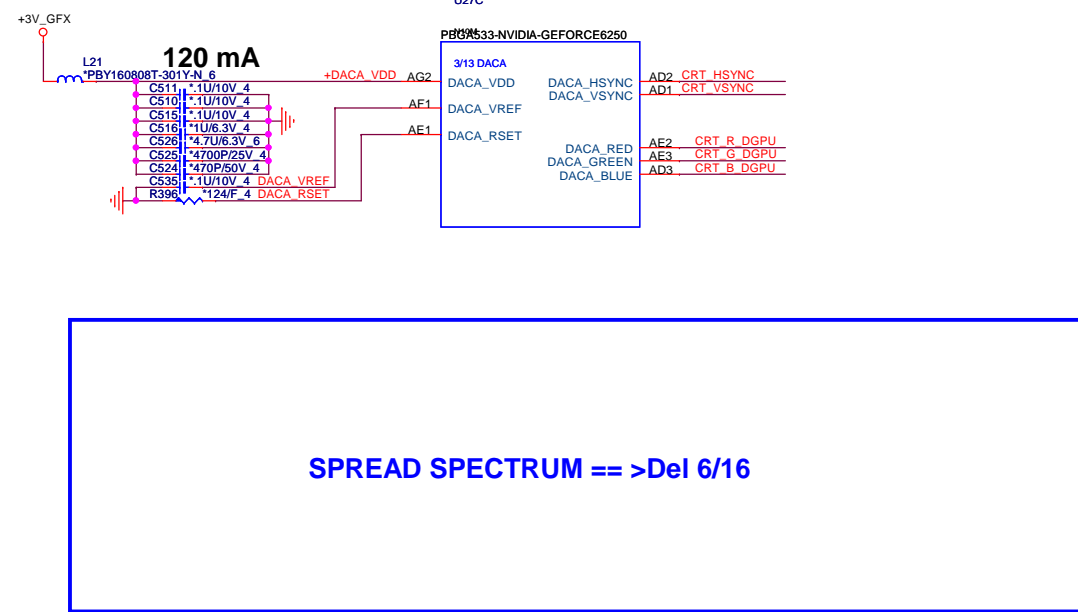 U27C
+3V_GFX
PBGA533-NVIDIA-GEFORCE6250
L21
120 mA
*PBY160808T-301Y-N_6
3/13 DACA
+DACA_VDD AG2 DACA_VDD
DACA_HSYNC AD2 CRT_HSYNC
DACA_VSYNC AD1 CRT_VSYNC
C511 *.1U/10V_4
C510 *.1U/10V_4
AF1 DACA_VREF
C515 *.1U/10V_4
C516 *1U/6.3V_4
AE1 DACA_RSET
C526 *4.7U/6.3V_6
DACA_RED AE2 CRT_R_DGPU
C525 *4700P/25V_4
DACA_GREEN AE3 CRT_G_DGPU
C524 *470P/50V_4
DACA_BLUE AD3 CRT_B_DGPU
C535 *.1U/10V_4 DACA_VREF
R396 *124/F_4 DACA_RSET
SPREAD SPECTRUM == >Del 6/16